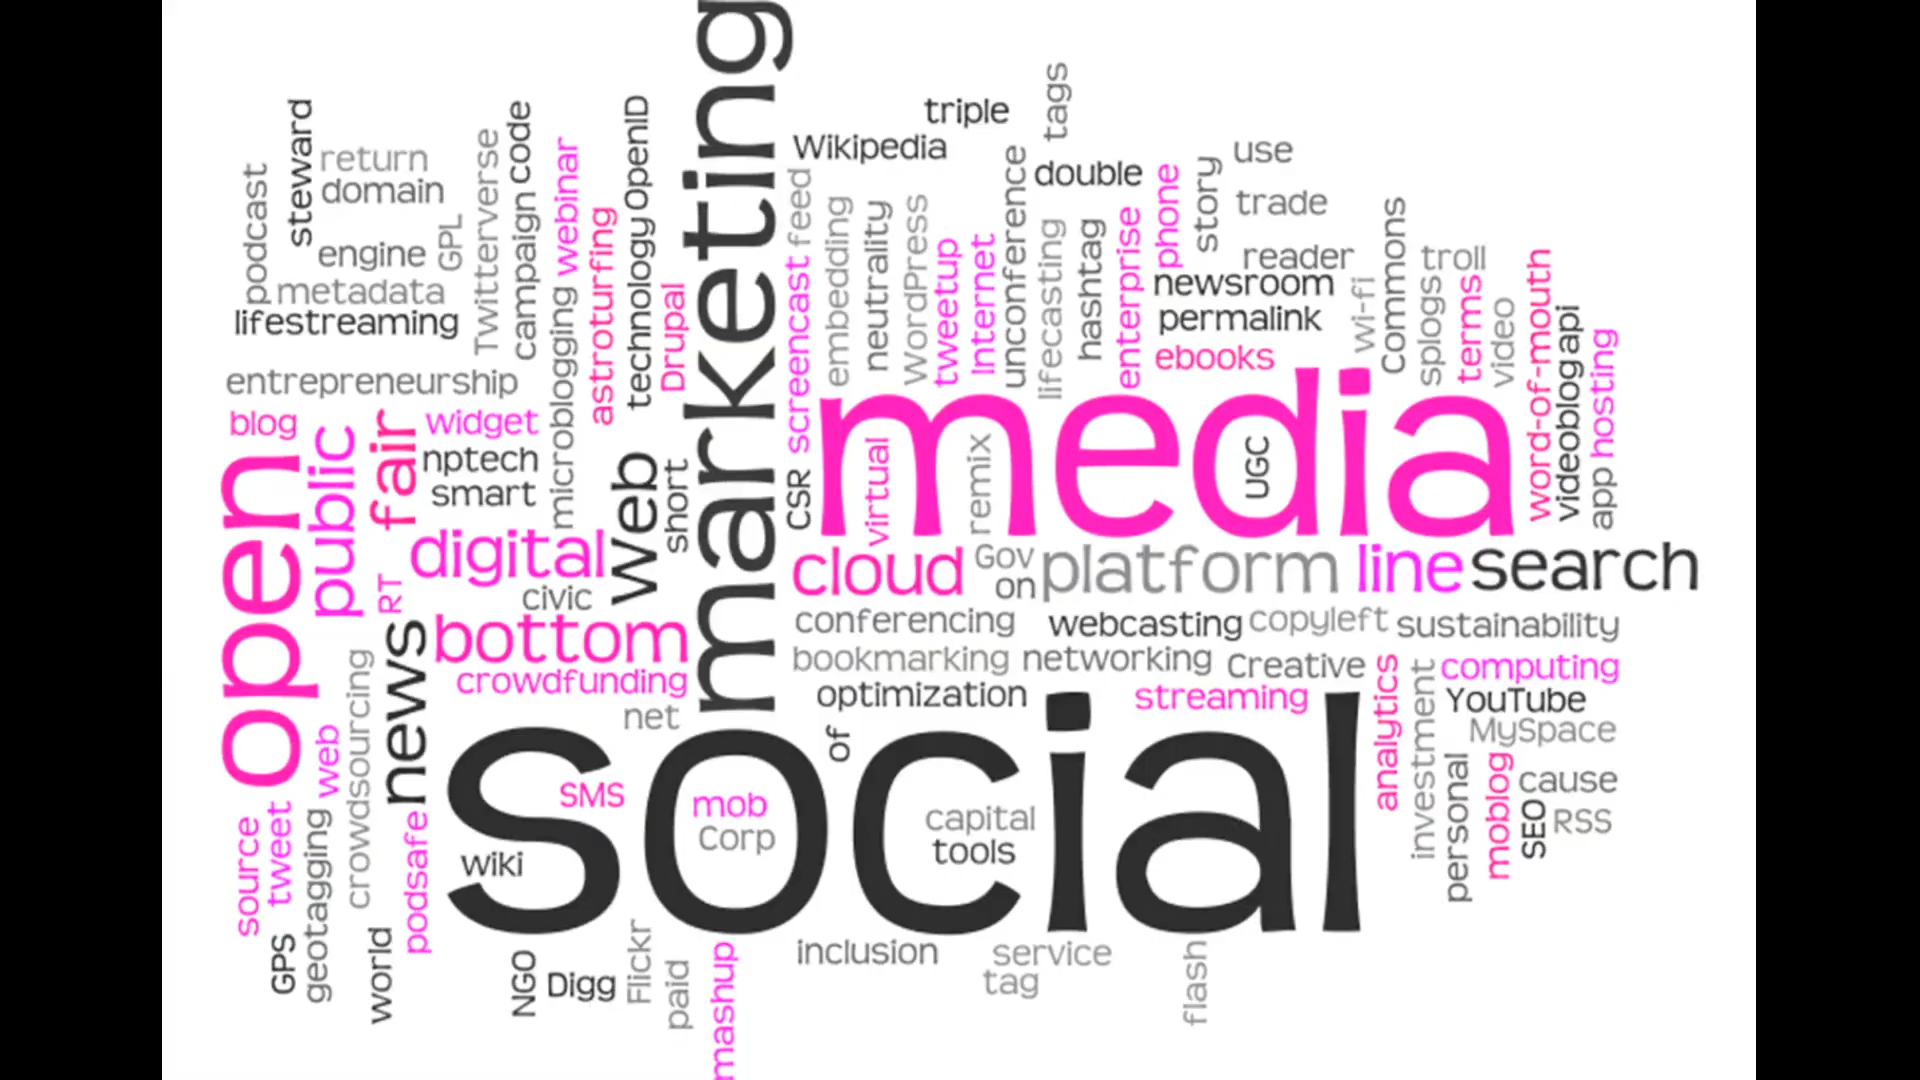 marketing
tags
triple
Wikipedia
steward
code
OpenID
use
return
domain
podcast
Twitterverse
webinar
feed
unconference
double
phone
story
trade
engine
GPL
campaign
astroturfing
technology
embedding
neutrality
WordPress
tweetup
Internet
lifecasting
hashtag
enterprise
reader
commons
troll
metadata
newsroom
wi-fi
splogs
terms
video
word-of-mouth
lifestreaming
microblogging
Drupal
screencast
permalink
api
ebooks
videoblog
hosting
entrepreneurship
media
blog
public
fair
widget
open
nptech
smart
Web
short
CSR
virtual
remix
UGC
app
digital
cloud
Gov
on
platform
line
search
RT
civic
conferencing
webcasting
copyleft
sustainability
news
bottom
bookmarking
networking
Creative
computing
crowdfunding
optimization
streaming
analytics
investment
YouTube
net
of
MySpace
web
crowdsourcing
social
SMS
mob
Corp
capital
tools
wiki
personal
moblog
cause
SEO
RSS
source
tweet
geotagging
podsafe
GPS
world
NGO
Digg
Flickr
paid
mashup
inclusion
service
tag
flash